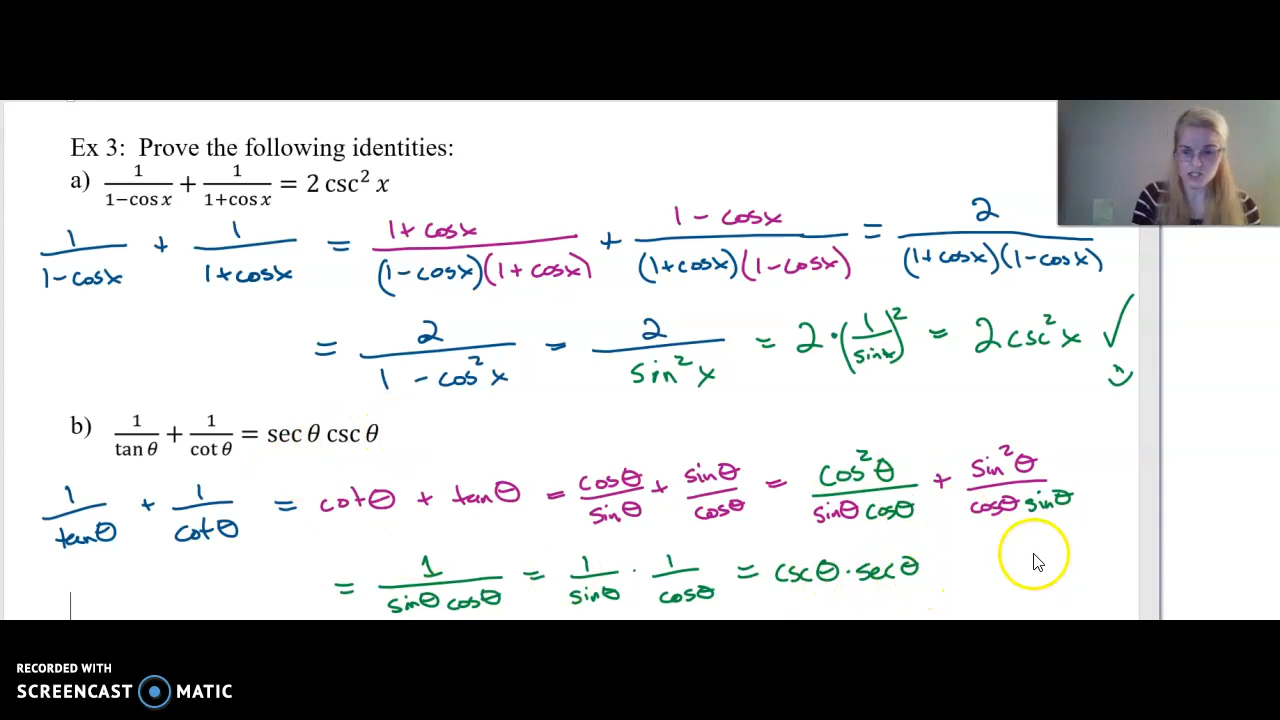 Ex 3: Prove the following identities:
a) 1/(1−cos x) + 1/(1+cos x) = 2 csc² x
1/(1-cosx) + 1/(1+cosx) = (1+cosx)/((1-cosx)(1+cosx)) + (1-cosx)/((1+cosx)(1-cosx)) = 2/((1+cosx)(1-cosx))
= 2/(1-cos²x) = 2/(sin²x) = 2·(1/sinx)² = 2csc²x ✓
b) 1/(tan θ) + 1/(cot θ) = sec θ csc θ
1/(tanθ) + 1/(cotθ) = cotθ + tanθ = cosθ/sinθ + sinθ/cosθ = cos²θ/(sinθ cosθ) + sin²θ/(cosθ sinθ)
= 1/(sinθ cosθ) = 1/sinθ · 1/cosθ = cscθ·secθ
RECORDED WITH
SCREENCAST MATIC